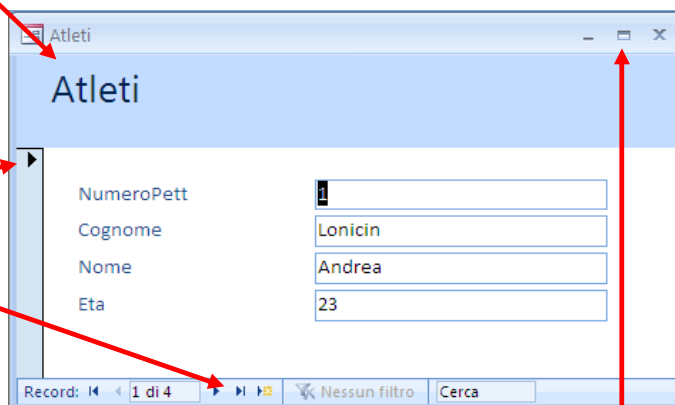 Atleti
Atleti
NumeroPett 1
Cognome Lonicin
Nome Andrea
Eta 23
Record: 1 di 4 Nessun filtro Cerca